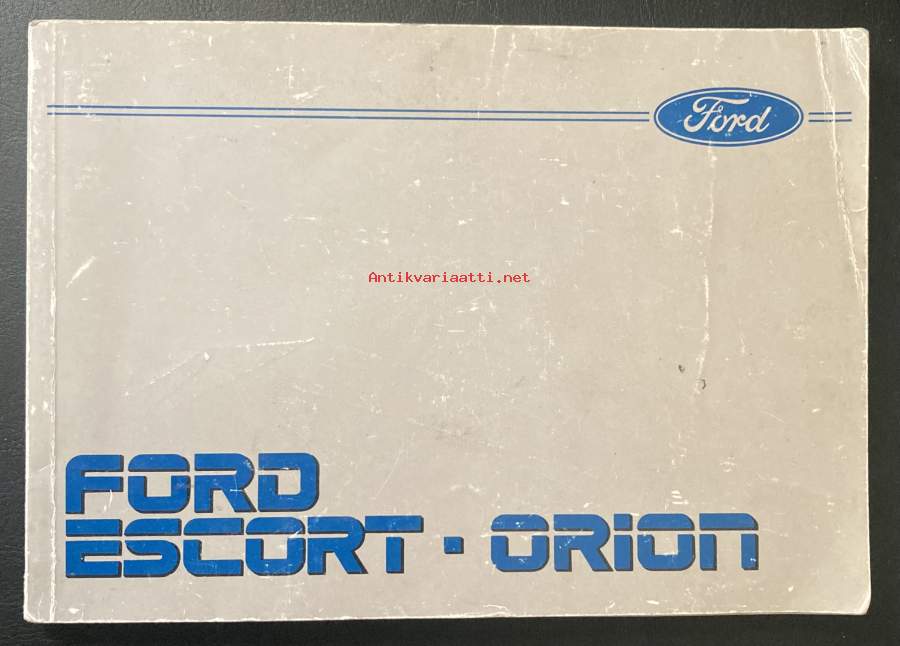 Ford
Antikvariaatti.net
FORD
ESCORT · ORION